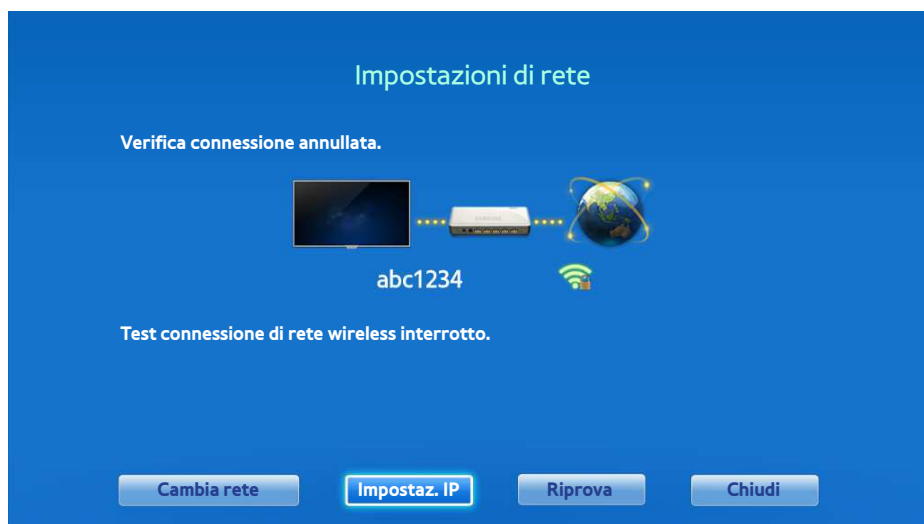 Impostazioni di rete
Verifica connessione annullata.
abc1234
Test connessione di rete wireless interrotto.
Cambia rete
Impostaz. IP
Riprova
Chiudi